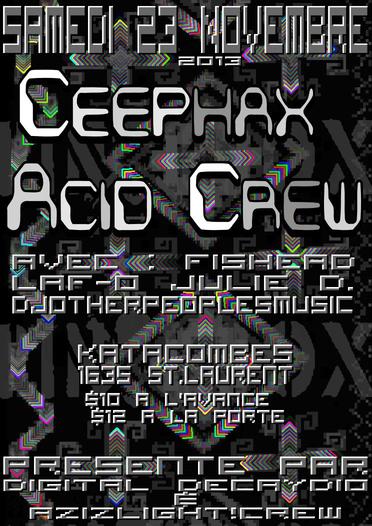 SAMEDI 23 NOVEMBRE
2013
CEEPHAX
ACID CREW
AVEC : FISHEAD
LAF-O JULIE D.
DJOTHERPEOPLESMUSIC
KATACOMBES
1635 ST.LAURENT
$10 A L'AVANCE
$12 A LA PORTE
PRESENTE PAR
DIGITAL DECAYDIO
&
AZIZLIGHT!CREW